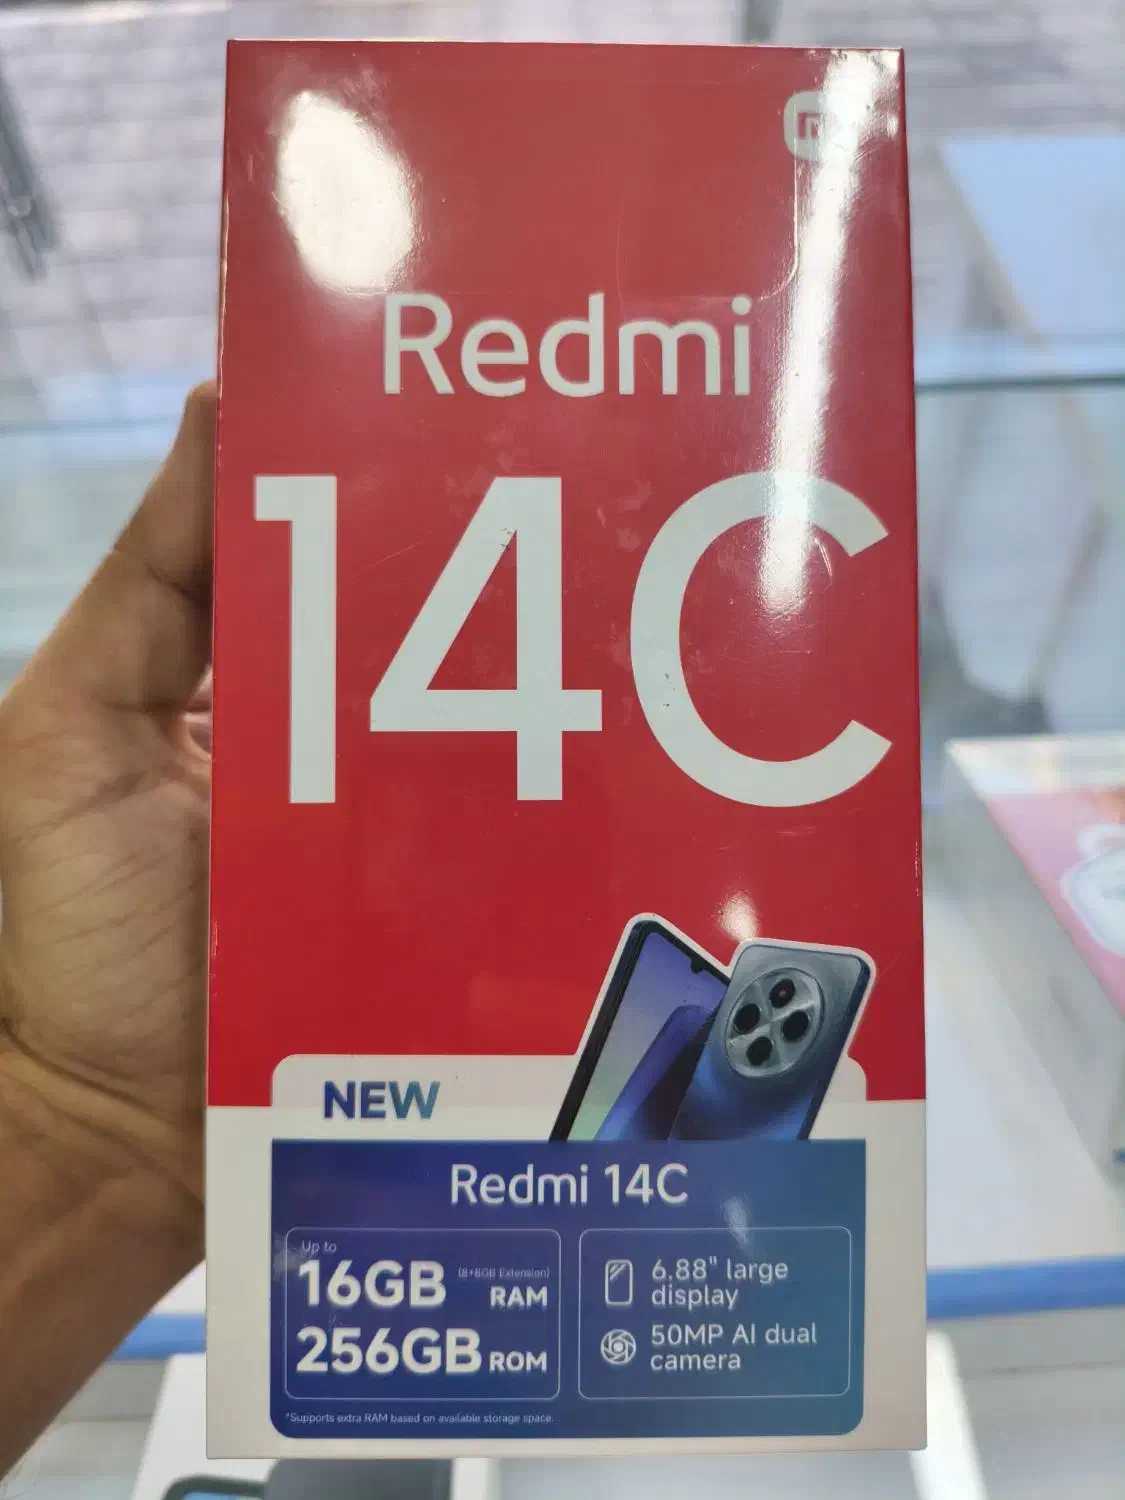 Redmi
14C
NEW
Redmi 14C
Up to
16GB (8+8GB Extension) RAM
256GB ROM
6.88" large
display
50MP AI dual
camera
*Supports extra RAM based on available storage space.